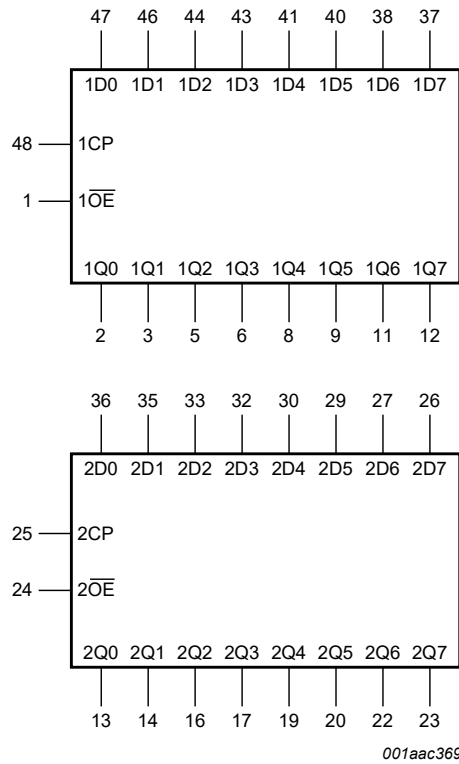 47 46 44 43 41 40 38 37
1D0 1D1 1D2 1D3 1D4 1D5 1D6 1D7
48 1CP
1 1O̅E̅
1Q0 1Q1 1Q2 1Q3 1Q4 1Q5 1Q6 1Q7
2 3 5 6 8 9 11 12
36 35 33 32 30 29 27 26
2D0 2D1 2D2 2D3 2D4 2D5 2D6 2D7
25 2CP
24 2O̅E̅
2Q0 2Q1 2Q2 2Q3 2Q4 2Q5 2Q6 2Q7
13 14 16 17 19 20 22 23
001aac369